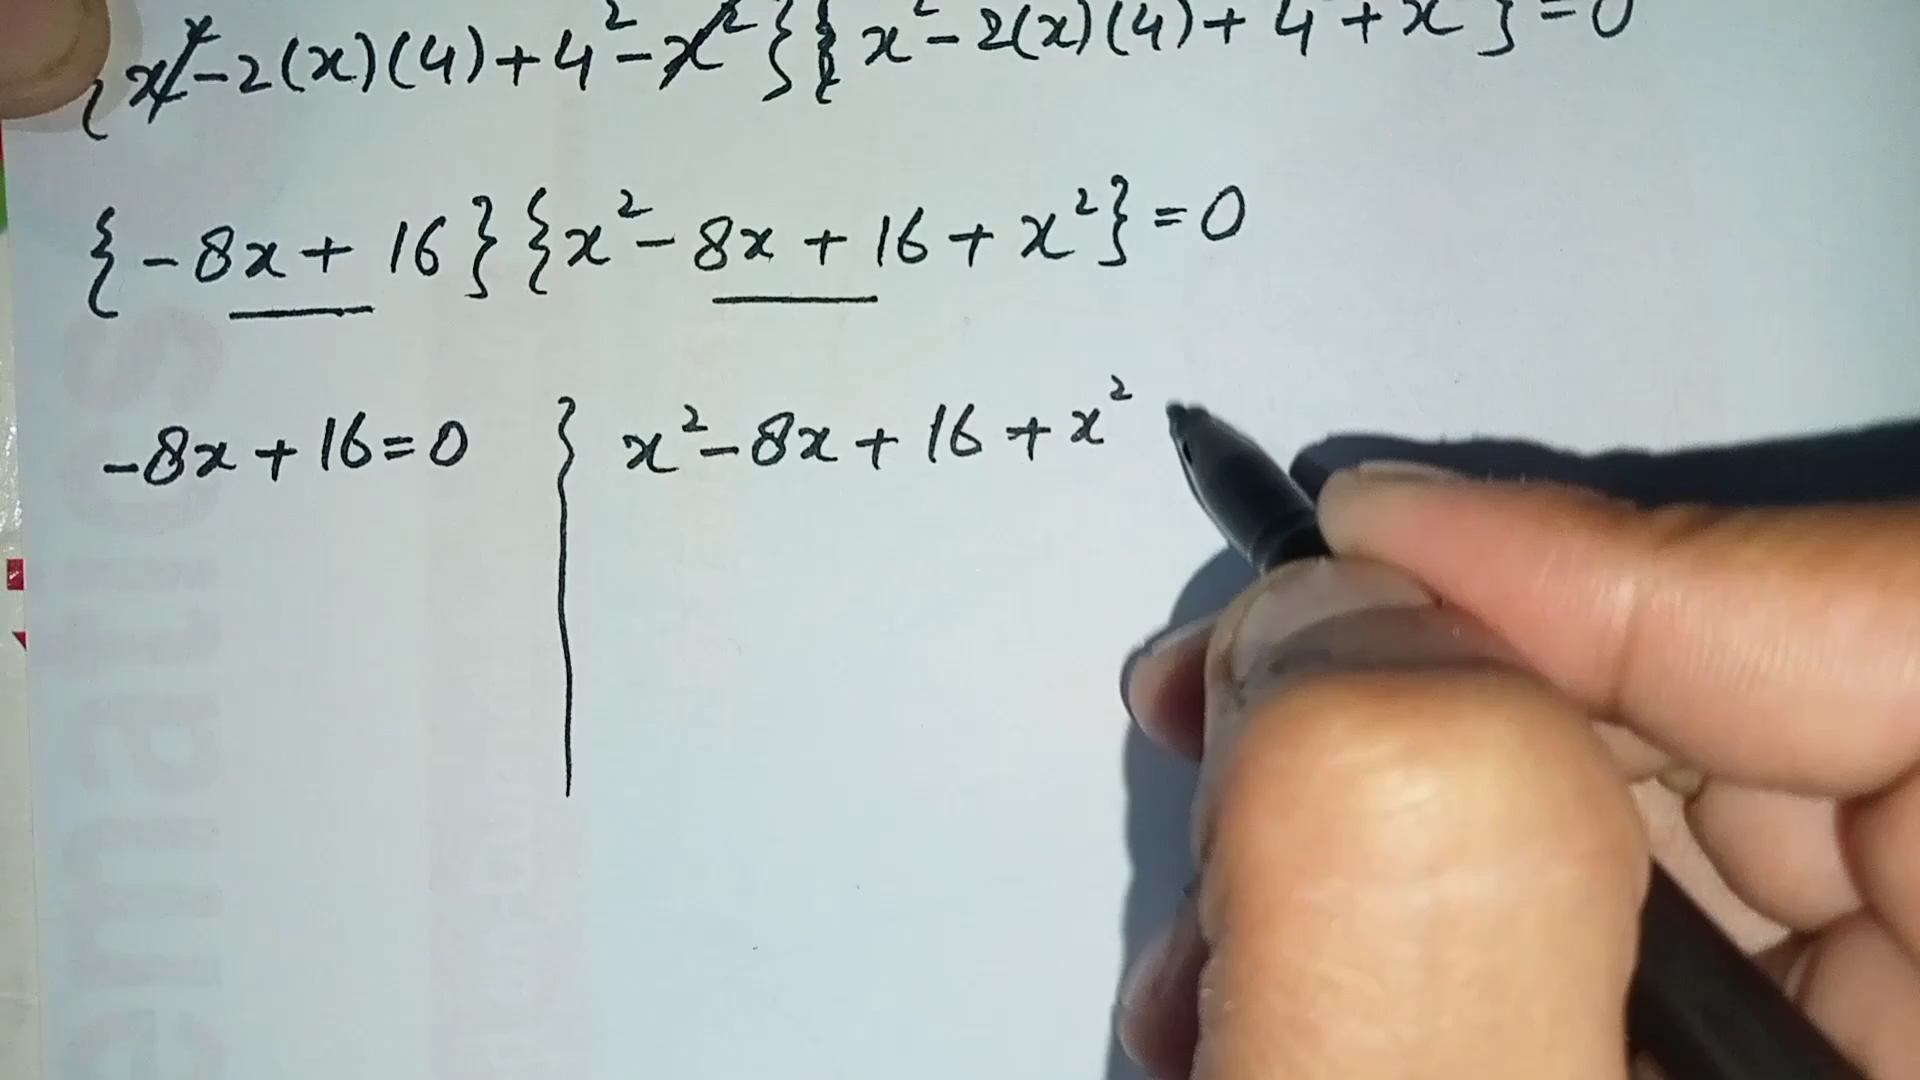 {x²-2(x)(4)+4²-x²}{x²-2(x)(4)+4²+x²}=0
{-8x+16}{x²-8x+16+x²}=0
-8x+16=0 } x²-8x+16+x²